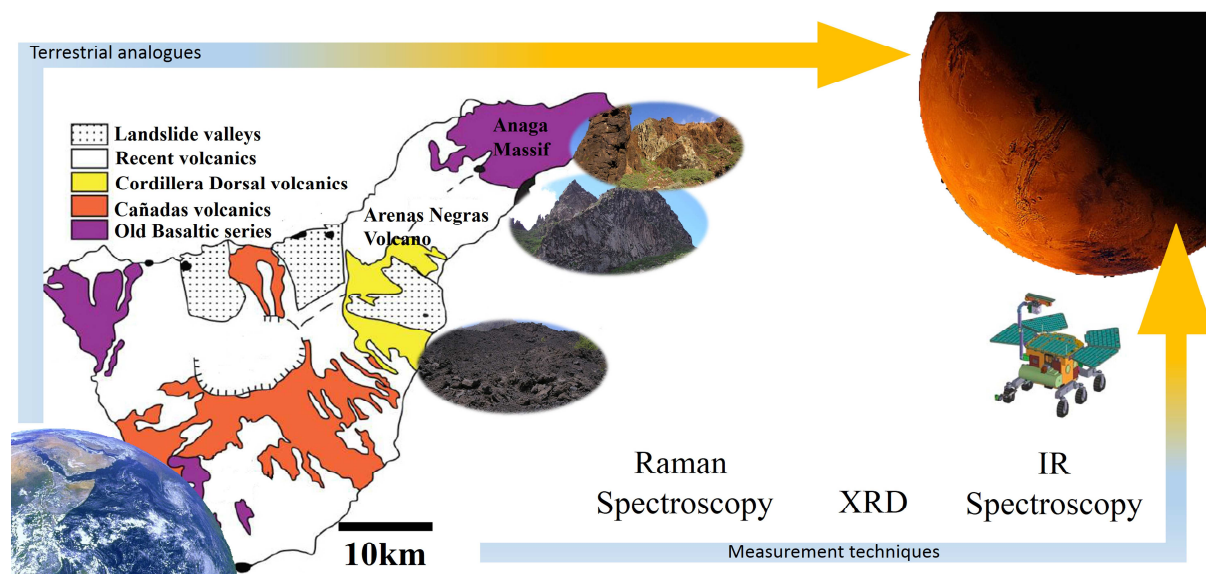 Terrestrial analogues
Landslide valleys
Recent volcanics
Cordillera Dorsal volcanics
Cañadas volcanics
Old Basaltic series
Anaga
Massif
Arenas Negras
Volcano
10km
Raman
Spectroscopy
XRD
IR
Spectroscopy
Measurement techniques